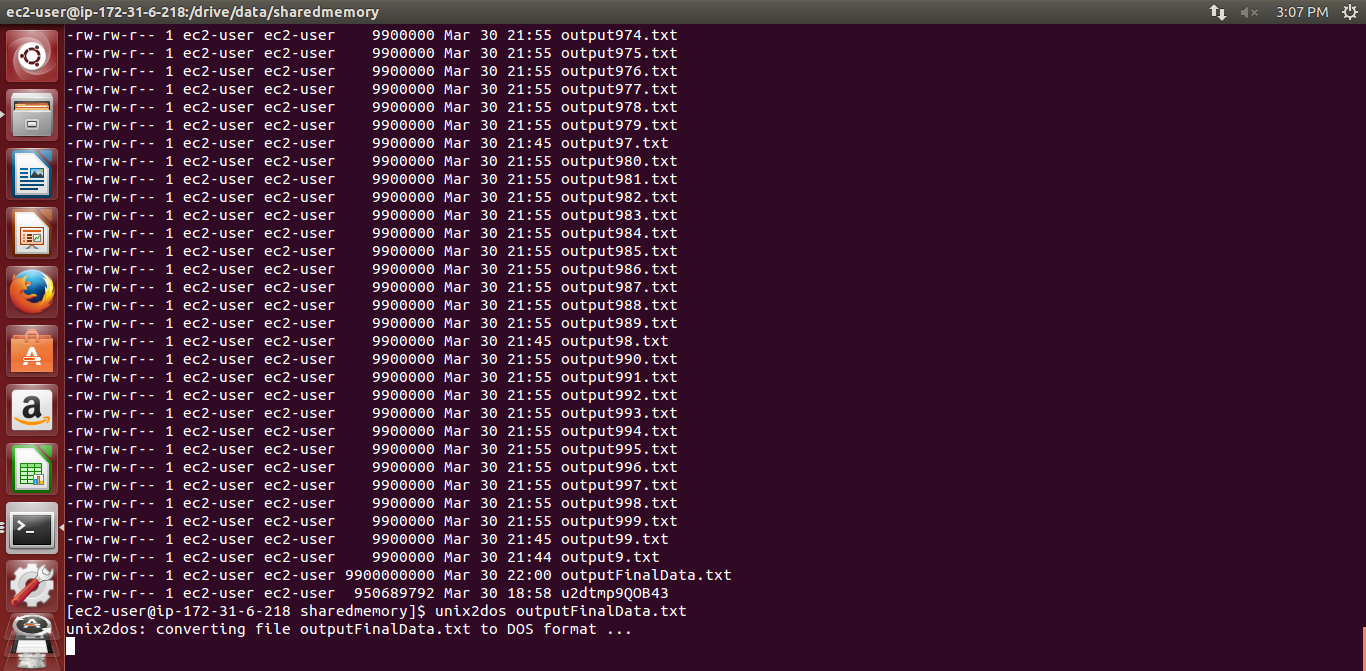 ec2-user@ip-172-31-6-218:/drive/data/sharedmemory 3:07 PM
-rw-rw-r-- 1 ec2-user ec2-user    9900000 Mar 30 21:55 output974.txt
-rw-rw-r-- 1 ec2-user ec2-user    9900000 Mar 30 21:55 output975.txt
-rw-rw-r-- 1 ec2-user ec2-user    9900000 Mar 30 21:55 output976.txt
-rw-rw-r-- 1 ec2-user ec2-user    9900000 Mar 30 21:55 output977.txt
-rw-rw-r-- 1 ec2-user ec2-user    9900000 Mar 30 21:55 output978.txt
-rw-rw-r-- 1 ec2-user ec2-user    9900000 Mar 30 21:55 output979.txt
-rw-rw-r-- 1 ec2-user ec2-user    9900000 Mar 30 21:45 output97.txt
-rw-rw-r-- 1 ec2-user ec2-user    9900000 Mar 30 21:55 output980.txt
-rw-rw-r-- 1 ec2-user ec2-user    9900000 Mar 30 21:55 output981.txt
-rw-rw-r-- 1 ec2-user ec2-user    9900000 Mar 30 21:55 output982.txt
-rw-rw-r-- 1 ec2-user ec2-user    9900000 Mar 30 21:55 output983.txt
-rw-rw-r-- 1 ec2-user ec2-user    9900000 Mar 30 21:55 output984.txt
-rw-rw-r-- 1 ec2-user ec2-user    9900000 Mar 30 21:55 output985.txt
-rw-rw-r-- 1 ec2-user ec2-user    9900000 Mar 30 21:55 output986.txt
-rw-rw-r-- 1 ec2-user ec2-user    9900000 Mar 30 21:55 output987.txt
-rw-rw-r-- 1 ec2-user ec2-user    9900000 Mar 30 21:55 output988.txt
-rw-rw-r-- 1 ec2-user ec2-user    9900000 Mar 30 21:55 output989.txt
-rw-rw-r-- 1 ec2-user ec2-user    9900000 Mar 30 21:45 output98.txt
-rw-rw-r-- 1 ec2-user ec2-user    9900000 Mar 30 21:55 output990.txt
-rw-rw-r-- 1 ec2-user ec2-user    9900000 Mar 30 21:55 output991.txt
-rw-rw-r-- 1 ec2-user ec2-user    9900000 Mar 30 21:55 output992.txt
-rw-rw-r-- 1 ec2-user ec2-user    9900000 Mar 30 21:55 output993.txt
-rw-rw-r-- 1 ec2-user ec2-user    9900000 Mar 30 21:55 output994.txt
-rw-rw-r-- 1 ec2-user ec2-user    9900000 Mar 30 21:55 output995.txt
-rw-rw-r-- 1 ec2-user ec2-user    9900000 Mar 30 21:55 output996.txt
-rw-rw-r-- 1 ec2-user ec2-user    9900000 Mar 30 21:55 output997.txt
-rw-rw-r-- 1 ec2-user ec2-user    9900000 Mar 30 21:55 output998.txt
-rw-rw-r-- 1 ec2-user ec2-user    9900000 Mar 30 21:55 output999.txt
-rw-rw-r-- 1 ec2-user ec2-user    9900000 Mar 30 21:45 output99.txt
-rw-rw-r-- 1 ec2-user ec2-user    9900000 Mar 30 21:44 output9.txt
-rw-rw-r-- 1 ec2-user ec2-user 9900000000 Mar 30 22:00 outputFinalData.txt
-rw-rw-r-- 1 ec2-user ec2-user  950689792 Mar 30 18:58 u2dtmp9QOB43
[ec2-user@ip-172-31-6-218 sharedmemory]$ unix2dos outputFinalData.txt
unix2dos: converting file outputFinalData.txt to DOS format ...